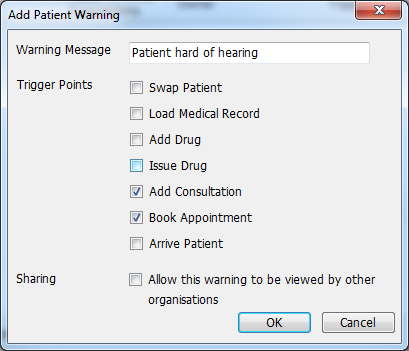 Add Patient Warning
Warning Message Patient hard of hearing
Trigger Points Swap Patient
Load Medical Record
Add Drug
Issue Drug
Add Consultation
Book Appointment
Arrive Patient
Sharing Allow this warning to be viewed by other
organisations
OK Cancel